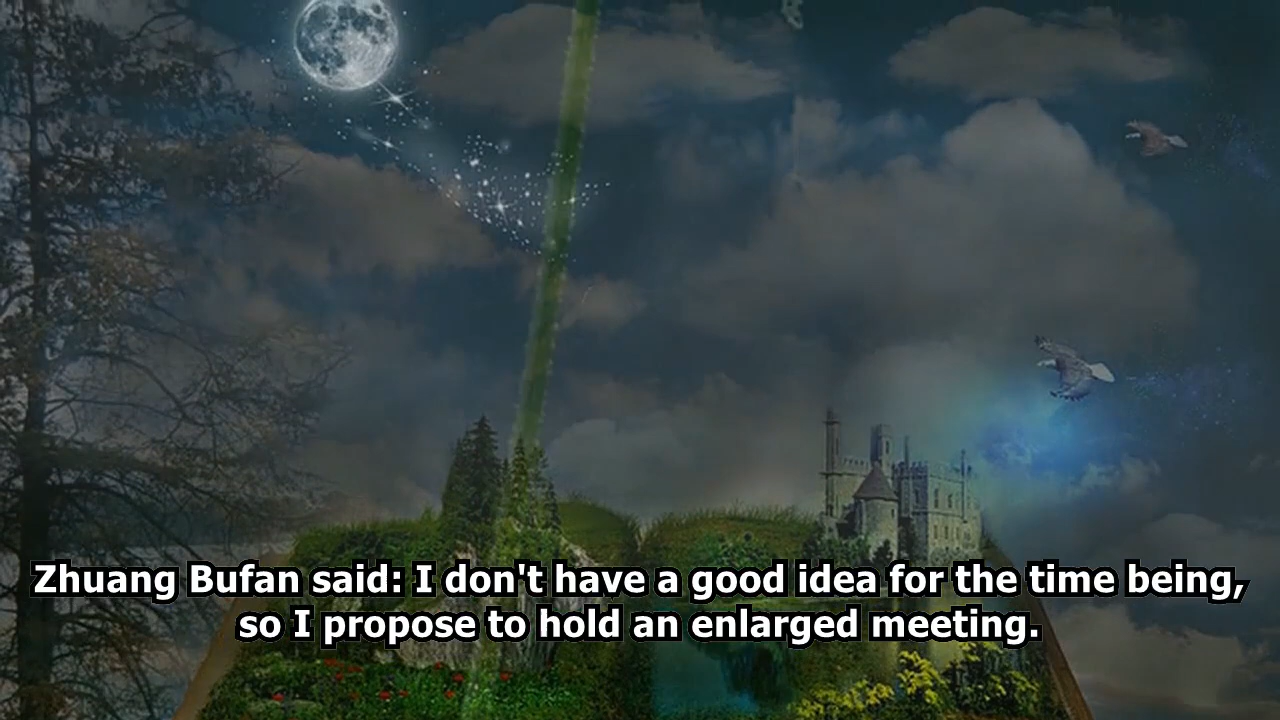 Zhuang Bufan said: I don't have a good idea for the time being,
so I propose to hold an enlarged meeting.